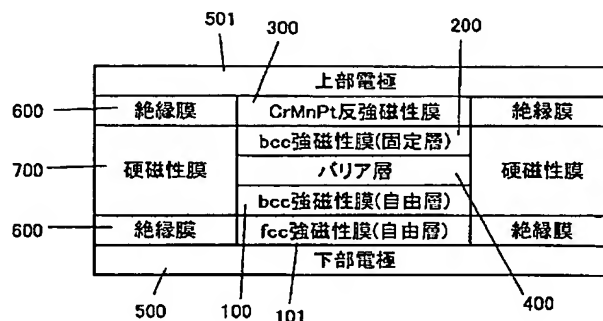 501
300
200
上部電極
600
絶縁膜
CrMnPt反強磁性膜
絶縁膜
bcc強磁性膜(固定層)
700
硬磁性膜
バリア層
硬磁性膜
bcc強磁性膜(自由層)
600
絶縁膜
fcc強磁性膜(自由層)
絶縁膜
下部電極
500
100
101
400